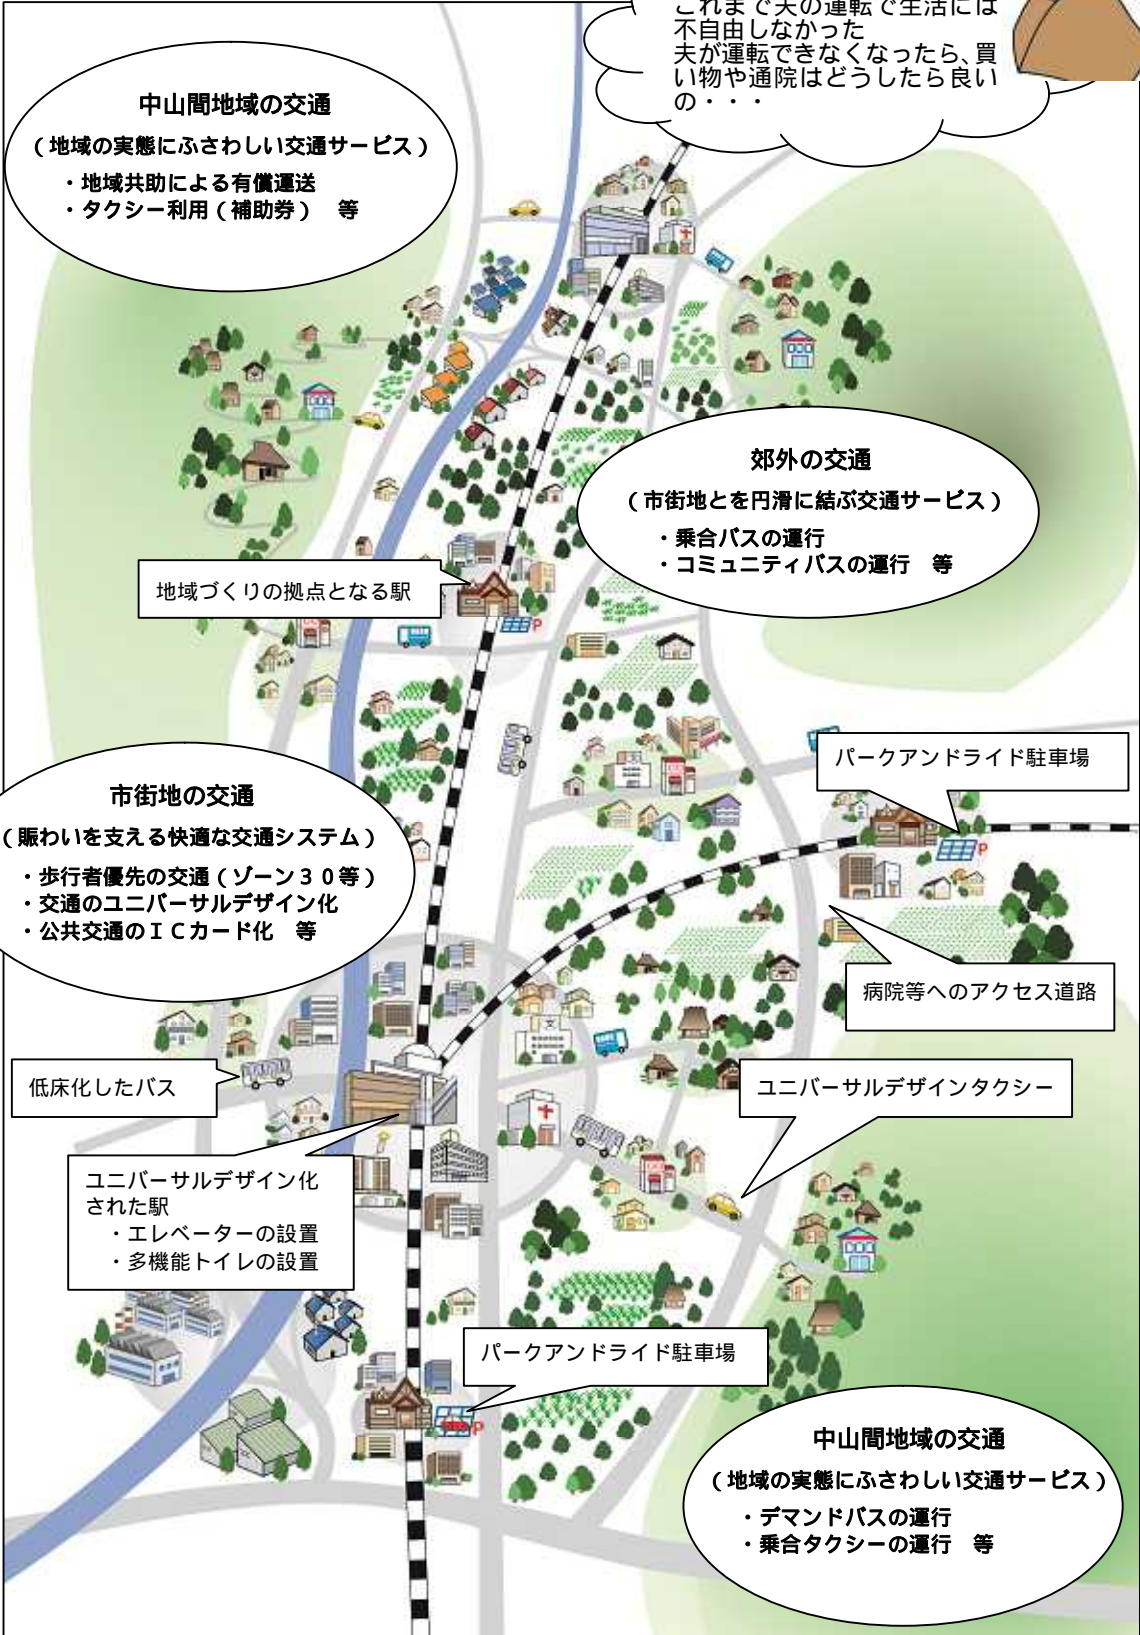 これまで夫の運転で生活には
不自由しなかった
夫が運転できなくなったら、買
い物や通院はどうしたら良い
の・・・
中山間地域の交通
（地域の実態にふさわしい交通サービス）
・地域共助による有償運送
・タクシー利用（補助券）　等
郊外の交通
（市街地とを円滑に結ぶ交通サービス）
・乗合バスの運行
・コミュニティバスの運行　等
地域づくりの拠点となる駅
P
パークアンドライド駐車場
P
市街地の交通
（賑わいを支える快適な交通システム）
・歩行者優先の交通（ゾーン３０等）
・交通のユニバーサルデザイン化
・公共交通のＩＣカード化　等
病院等へのアクセス道路
文
低床化したバス
ユニバーサルデザインタクシー
ユニバーサルデザイン化
された駅
・エレベーターの設置
・多機能トイレの設置
パークアンドライド駐車場
P
中山間地域の交通
（地域の実態にふさわしい交通サービス）
・デマンドバスの運行
・乗合タクシーの運行　等